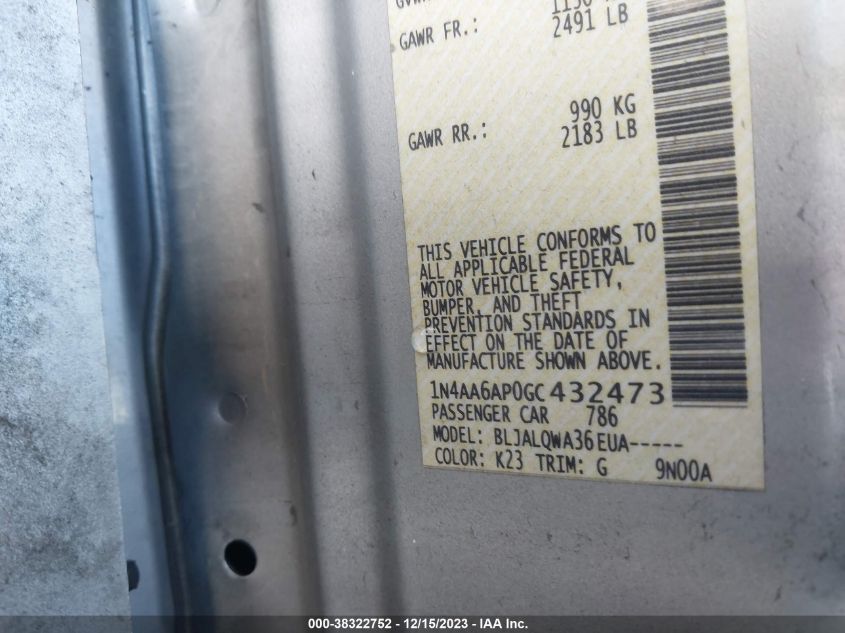 GAWR FR.: 2491 LB
990 KG
GAWR RR.: 2183 LB
THIS VEHICLE CONFORMS TO
ALL APPLICABLE FEDERAL
MOTOR VEHICLE SAFETY,
BUMPER, AND THEFT
PREVENTION STANDARDS IN
EFFECT ON THE DATE OF
MANUFACTURE SHOWN ABOVE.
1N4AA6AP0GC432473
PASSENGER CAR 786
MODEL: BLJALQWA36EUA-----
COLOR: K23 TRIM: G 9N00A
000-38322752 - 12/15/2023 - IAA Inc.